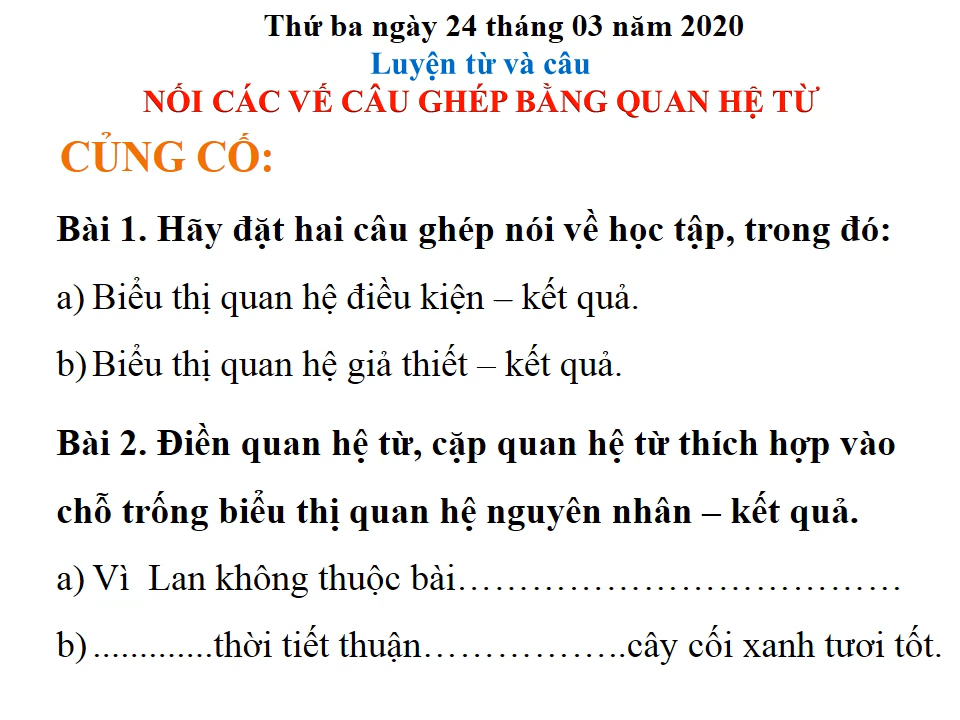 Thứ ba ngày 24 tháng 03 năm 2020
Luyện từ và câu
NỐI CÁC VẾ CÂU GHÉP BẰNG QUAN HỆ TỪ
CỦNG CỐ:
Bài 1. Hãy đặt hai câu ghép nói về học tập, trong đó:
a) Biểu thị quan hệ điều kiện – kết quả.
b) Biểu thị quan hệ giả thiết – kết quả.
Bài 2. Điền quan hệ từ, cặp quan hệ từ thích hợp vào
chỗ trống biểu thị quan hệ nguyên nhân – kết quả.
a) Vì  Lan không thuộc bài………………………………
b) .............thời tiết thuận……………..cây cối xanh tươi tốt.